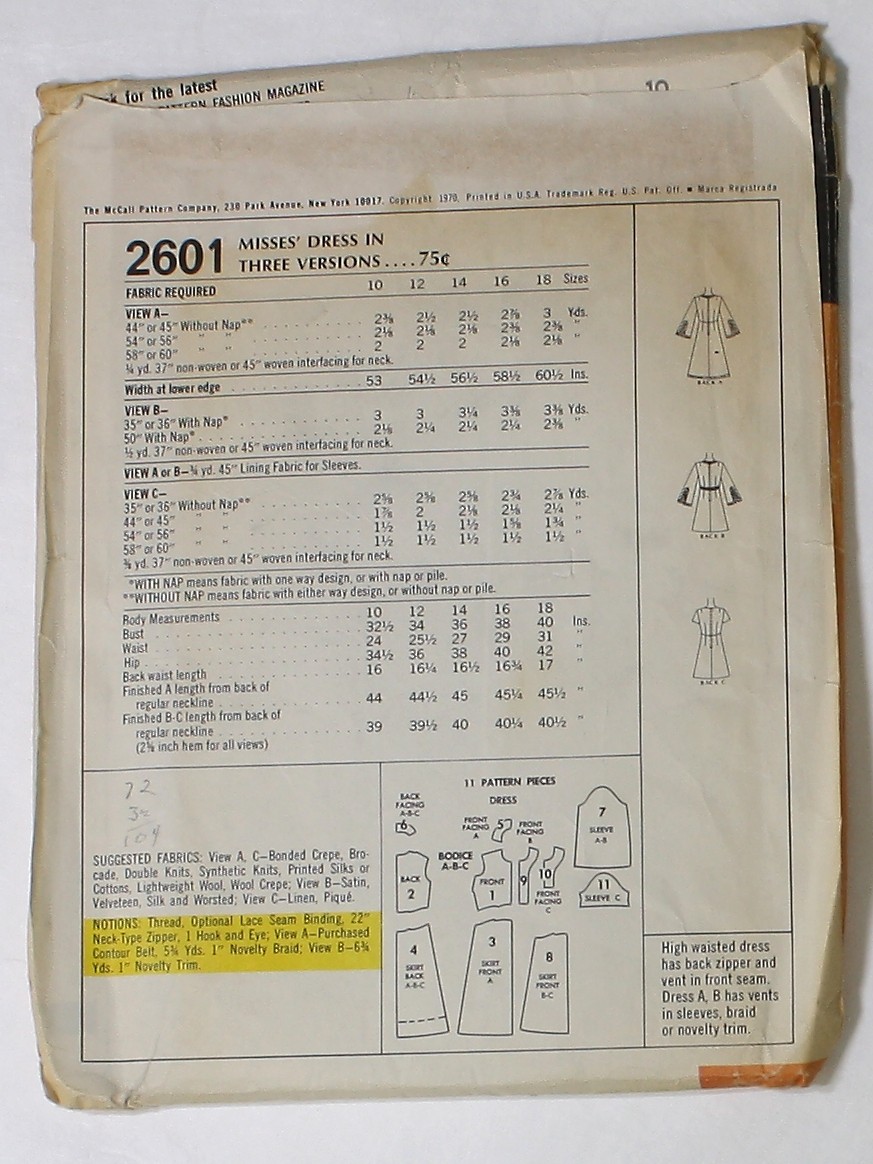 for the latest
PATTERN FASHION MAGAZINE
10
The McCall Pattern Company, 230 Park Avenue, New York 10017. Copyright 1970, Printed in U.S.A. Trademark Reg. U.S. Pat. Off. ■ Marca Registrada
2601 MISSES' DRESS IN
THREE VERSIONS....75¢
FABRIC REQUIRED 10 12 14 16 18 Sizes
VIEW A–
44" or 45" Without Nap** 2⅜ 2½ 2½ 2⅞ 3 Yds.
54" or 56" " " 2⅛ 2⅛ 2⅛ 2⅜ 2⅜ "
58" or 60" " " 2 2 2 2⅛ 2⅛ "
¼ yd. 37" non-woven or 45" woven interfacing for neck.
Width at lower edge 53 54½ 56½ 58½ 60½ Ins.
VIEW B–
35" or 36" With Nap* 3 3 3¼ 3⅜ 3⅜ Yds.
50" With Nap* 2⅛ 2¼ 2¼ 2¼ 2⅜ "
½ yd. 37" non-woven or 45" woven interfacing for neck.
VIEW A or B–¾ yd. 45" Lining Fabric for Sleeves.
VIEW C–
35" or 36" Without Nap** 2⅝ 2⅝ 2⅝ 2¾ 2⅞ Yds.
44" or 45" " " 1⅞ 2 2⅛ 2⅛ 2¼ "
54" or 56" " " 1½ 1½ 1½ 1⅝ 1¾ "
58" or 60" " " 1½ 1½ 1½ 1½ 1½ "
⅜ yd. 37" non-woven or 45" woven interfacing for neck.
*WITH NAP means fabric with one way design, or with nap or pile.
**WITHOUT NAP means fabric with either way design, or without nap or pile.
Body Measurements 10 12 14 16 18
Bust 32½ 34 36 38 40 Ins.
Waist 24 25½ 27 29 31 "
Hip 34½ 36 38 40 42 "
Back waist length 16 16¼ 16½ 16¾ 17 "
Finished A length from back of
regular neckline 44 44½ 45 45¼ 45½ "
Finished B-C length from back of
regular neckline 39 39½ 40 40¼ 40½ "
(2¾ inch hem for all views)
BACK A
BACK B
BACK C
72
32
104
SUGGESTED FABRICS: View A, C–Bonded Crepe, Bro-
cade, Double Knits, Synthetic Knits, Printed Silks or
Cottons, Lightweight Wool, Wool Crepe; View B–Satin,
Velveteen, Silk and Worsted; View C–Linen, Piqué.
NOTIONS: Thread, Optional Lace Seam Binding, 22"
Neck-Type Zipper, 1 Hook and Eye; View A–Purchased
Contour Belt, 5¾ Yds. 1" Novelty Braid; View B–6¾
Yds. 1" Novelty Trim.
11 PATTERN PIECES
DRESS
BACK
FACING
A-B-C
6
FRONT
FACING
A
5
FRONT
FACING
B
7
SLEEVE
A-B
BODICE
A-B-C
BACK
2
FRONT
1
9
10
FRONT
FACING
C
11
SLEEVE C
4
SKIRT
BACK
A-B-C
3
SKIRT
FRONT
A
8
SKIRT
FRONT
B-C
High waisted dress
has back zipper and
vent in front seam.
Dress A, B has vents
in sleeves, braid
or novelty trim.